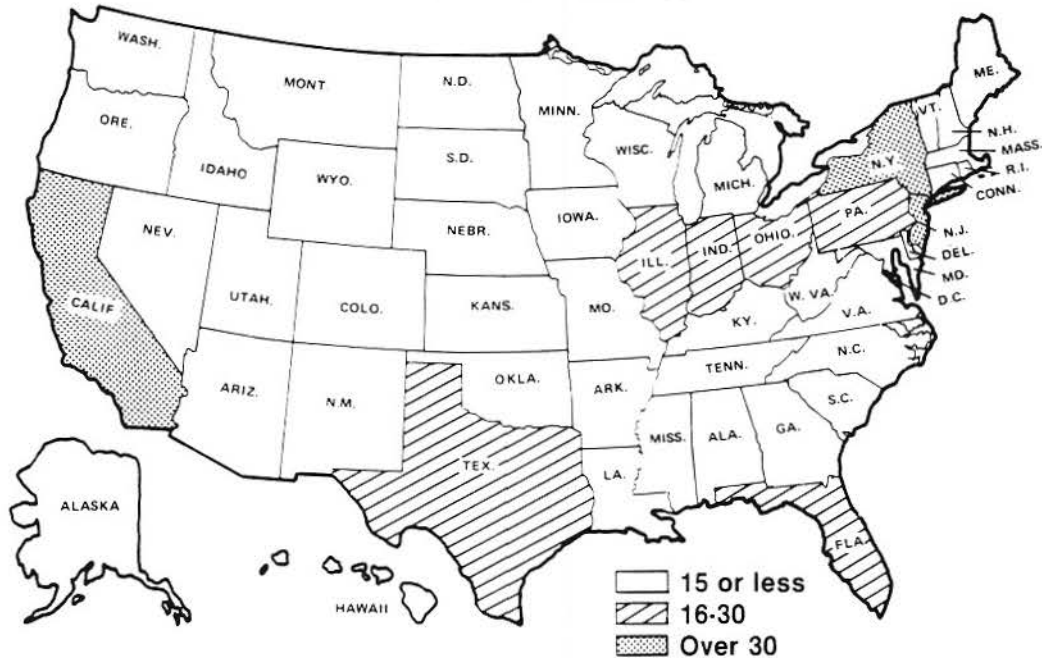 WASH.
MONT
N.D.
MINN.
ME.
VT.
N.H.
MASS.
R.I.
CONN.
ORE.
IDAHO
WYO.
S.D.
WISC.
MICH.
N.Y.
NEV.
NEBR.
IOWA.
PA.
N.J.
DEL.
MD.
D.C.
CALIF
UTAH.
COLO.
KANS.
MO.
ILL.
IND.
OHIO.
W. VA.
V.A.
KY.
ARIZ.
N.M.
OKLA.
ARK.
TENN.
N.C.
S.C.
TEX.
LA.
MISS.
ALA.
GA.
FLA.
ALASKA
HAWAII
15 or less
16-30
Over 30